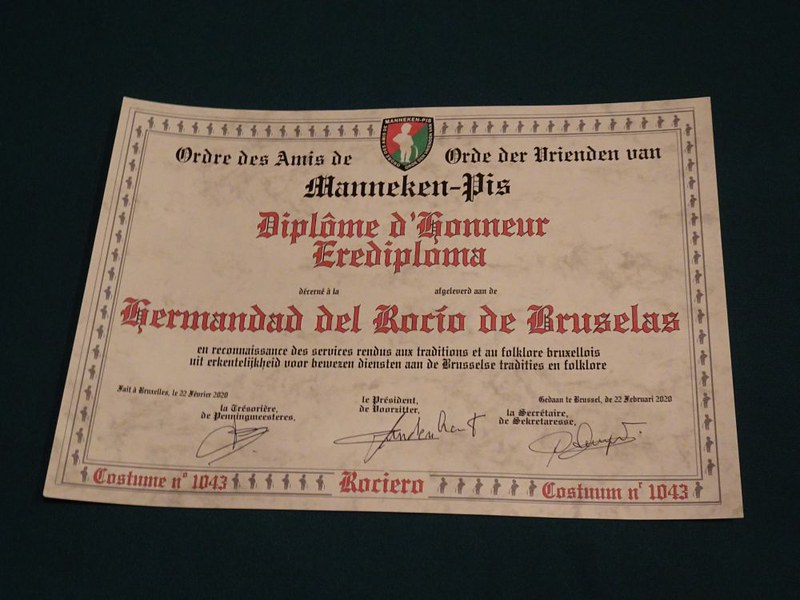 MANNEKEN-PIS
Ordre des Amis de Orde der Vrienden van
Manneken-Pis
Diplôme d'Honneur
Erediploma
décerné à la afgeleverd aan de
Hermandad del Rocío de Bruselas
en reconnaissance des services rendus aux traditions et au folklore bruxellois
uit erkentelijkheid voor bewezen diensten aan de Brusselse tradities en folklore
Fait à Bruxelles, le 22 Février 2020 Gedaan te Brussel, de 22 Februari 2020
la Trésorière, le Président, la Secrétaire,
de Penningmeesteres, de Voorzitter, de Sekretaresse,
Costume n° 1043 Rociero Costuum nr 1043